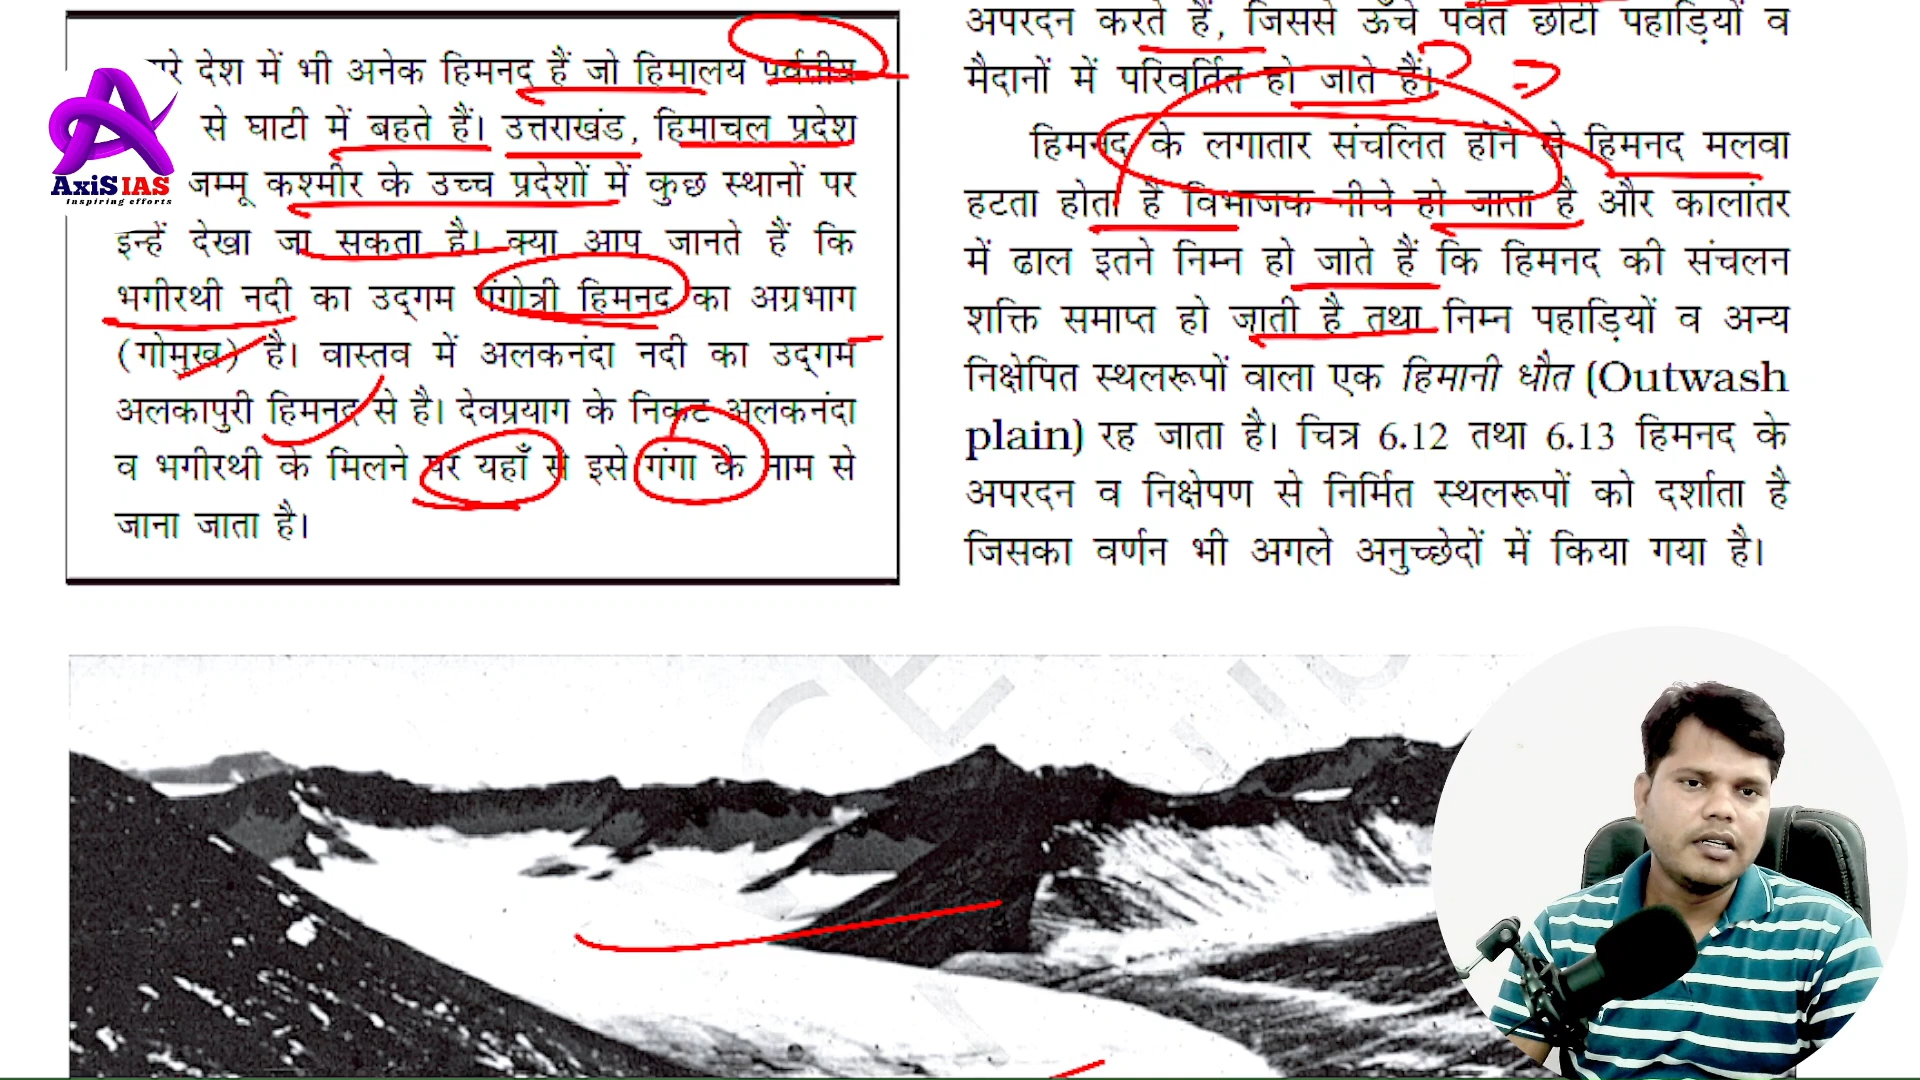 रे देश में भी अनेक हिमनद हैं जो हिमालय पर्वतीय
से घाटी में बहते हैं। उत्तराखंड, हिमाचल प्रदेश
जम्मू कश्मीर के उच्च प्रदेशों में कुछ स्थानों पर
इन्हें देखा जा सकता है। क्या आप जानते हैं कि
भगीरथी नदी का उद्गम गंगोत्री हिमनद का अग्रभाग
(गोमुख) है। वास्तव में अलकनंदा नदी का उद्गम
अलकापुरी हिमनद से है। देवप्रयाग के निकट अलकनंदा
व भगीरथी के मिलने पर यहाँ से इसे गंगा के नाम से
जाना जाता है।
AxiS IAS
inspiring efforts
अपरदन करते हैं, जिससे ऊँचे पर्वत छोटी पहाड़ियों व
मैदानों में परिवर्तित हो जाते हैं।
हिमनद के लगातार संचलित होने से हिमनद मलवा
हटता होता है विभाजक नीचे हो जाता है और कालांतर
में ढाल इतने निम्न हो जाते हैं कि हिमनद की संचलन
शक्ति समाप्त हो जाती है तथा निम्न पहाड़ियों व अन्य
निक्षेपित स्थलरूपों वाला एक हिमानी धौत (Outwash
plain) रह जाता है। चित्र 6.12 तथा 6.13 हिमनद के
अपरदन व निक्षेपण से निर्मित स्थलरूपों को दर्शाता है
जिसका वर्णन भी अगले अनुच्छेदों में किया गया है।